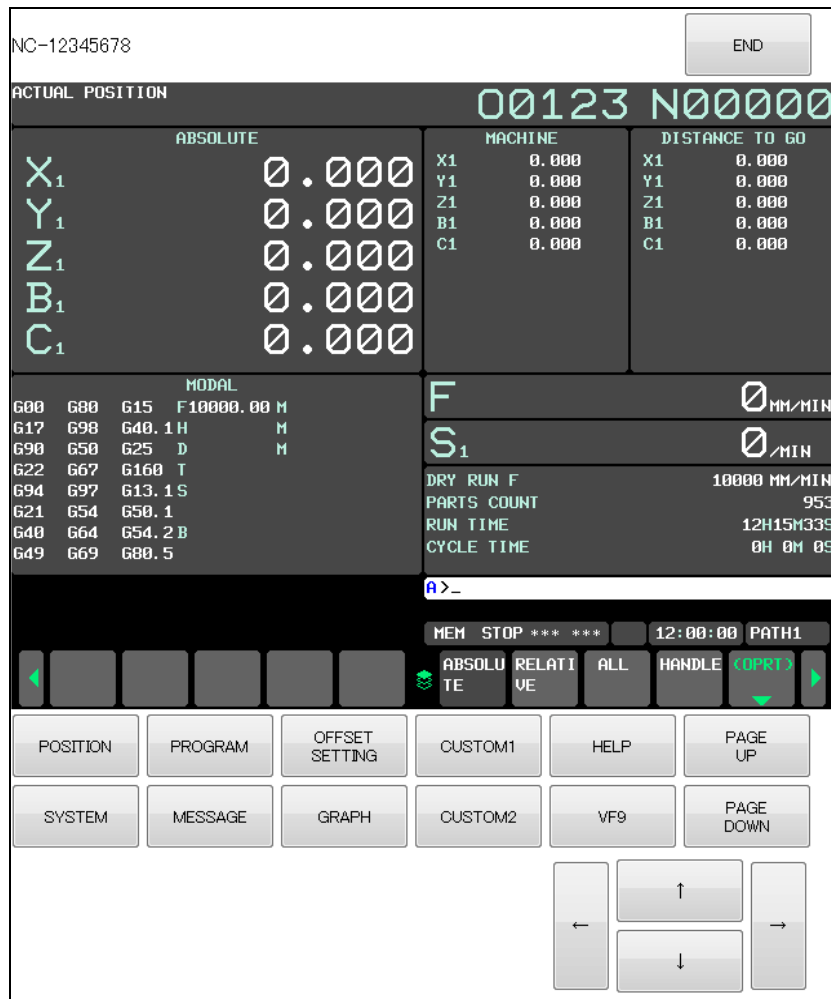 NC-12345678
END
ACTUAL POSITION
O0123 N00000
ABSOLUTE
X1 0.000
Y1 0.000
Z1 0.000
B1 0.000
C1 0.000
MACHINE
X1 0.000
Y1 0.000
Z1 0.000
B1 0.000
C1 0.000
DISTANCE TO GO
X1 0.000
Y1 0.000
Z1 0.000
B1 0.000
C1 0.000
MODAL
G00 G80 G15 F10000.00 M
G17 G98 G40.1 H M
G90 G50 G25 D M
G22 G67 G160 T
G94 G97 G13.1 S
G21 G54 G50.1
G40 G64 G54.2 B
G49 G69 G80.5
F 0 MM/MIN
S1 0 /MIN
DRY RUN F 10000 MM/MIN
PARTS COUNT 953
RUN TIME 12H15M33S
CYCLE TIME 0H 0M 0S
A>_
MEM STOP *** *** 12:00:00 PATH1
ABSOLU
TE
RELATI
VE
ALL
HANDLE
(OPRT)
POSITION
PROGRAM
OFFSET
SETTING
CUSTOM1
HELP
PAGE
UP
SYSTEM
MESSAGE
GRAPH
CUSTOM2
VF9
PAGE
DOWN
←
↑
↓
→